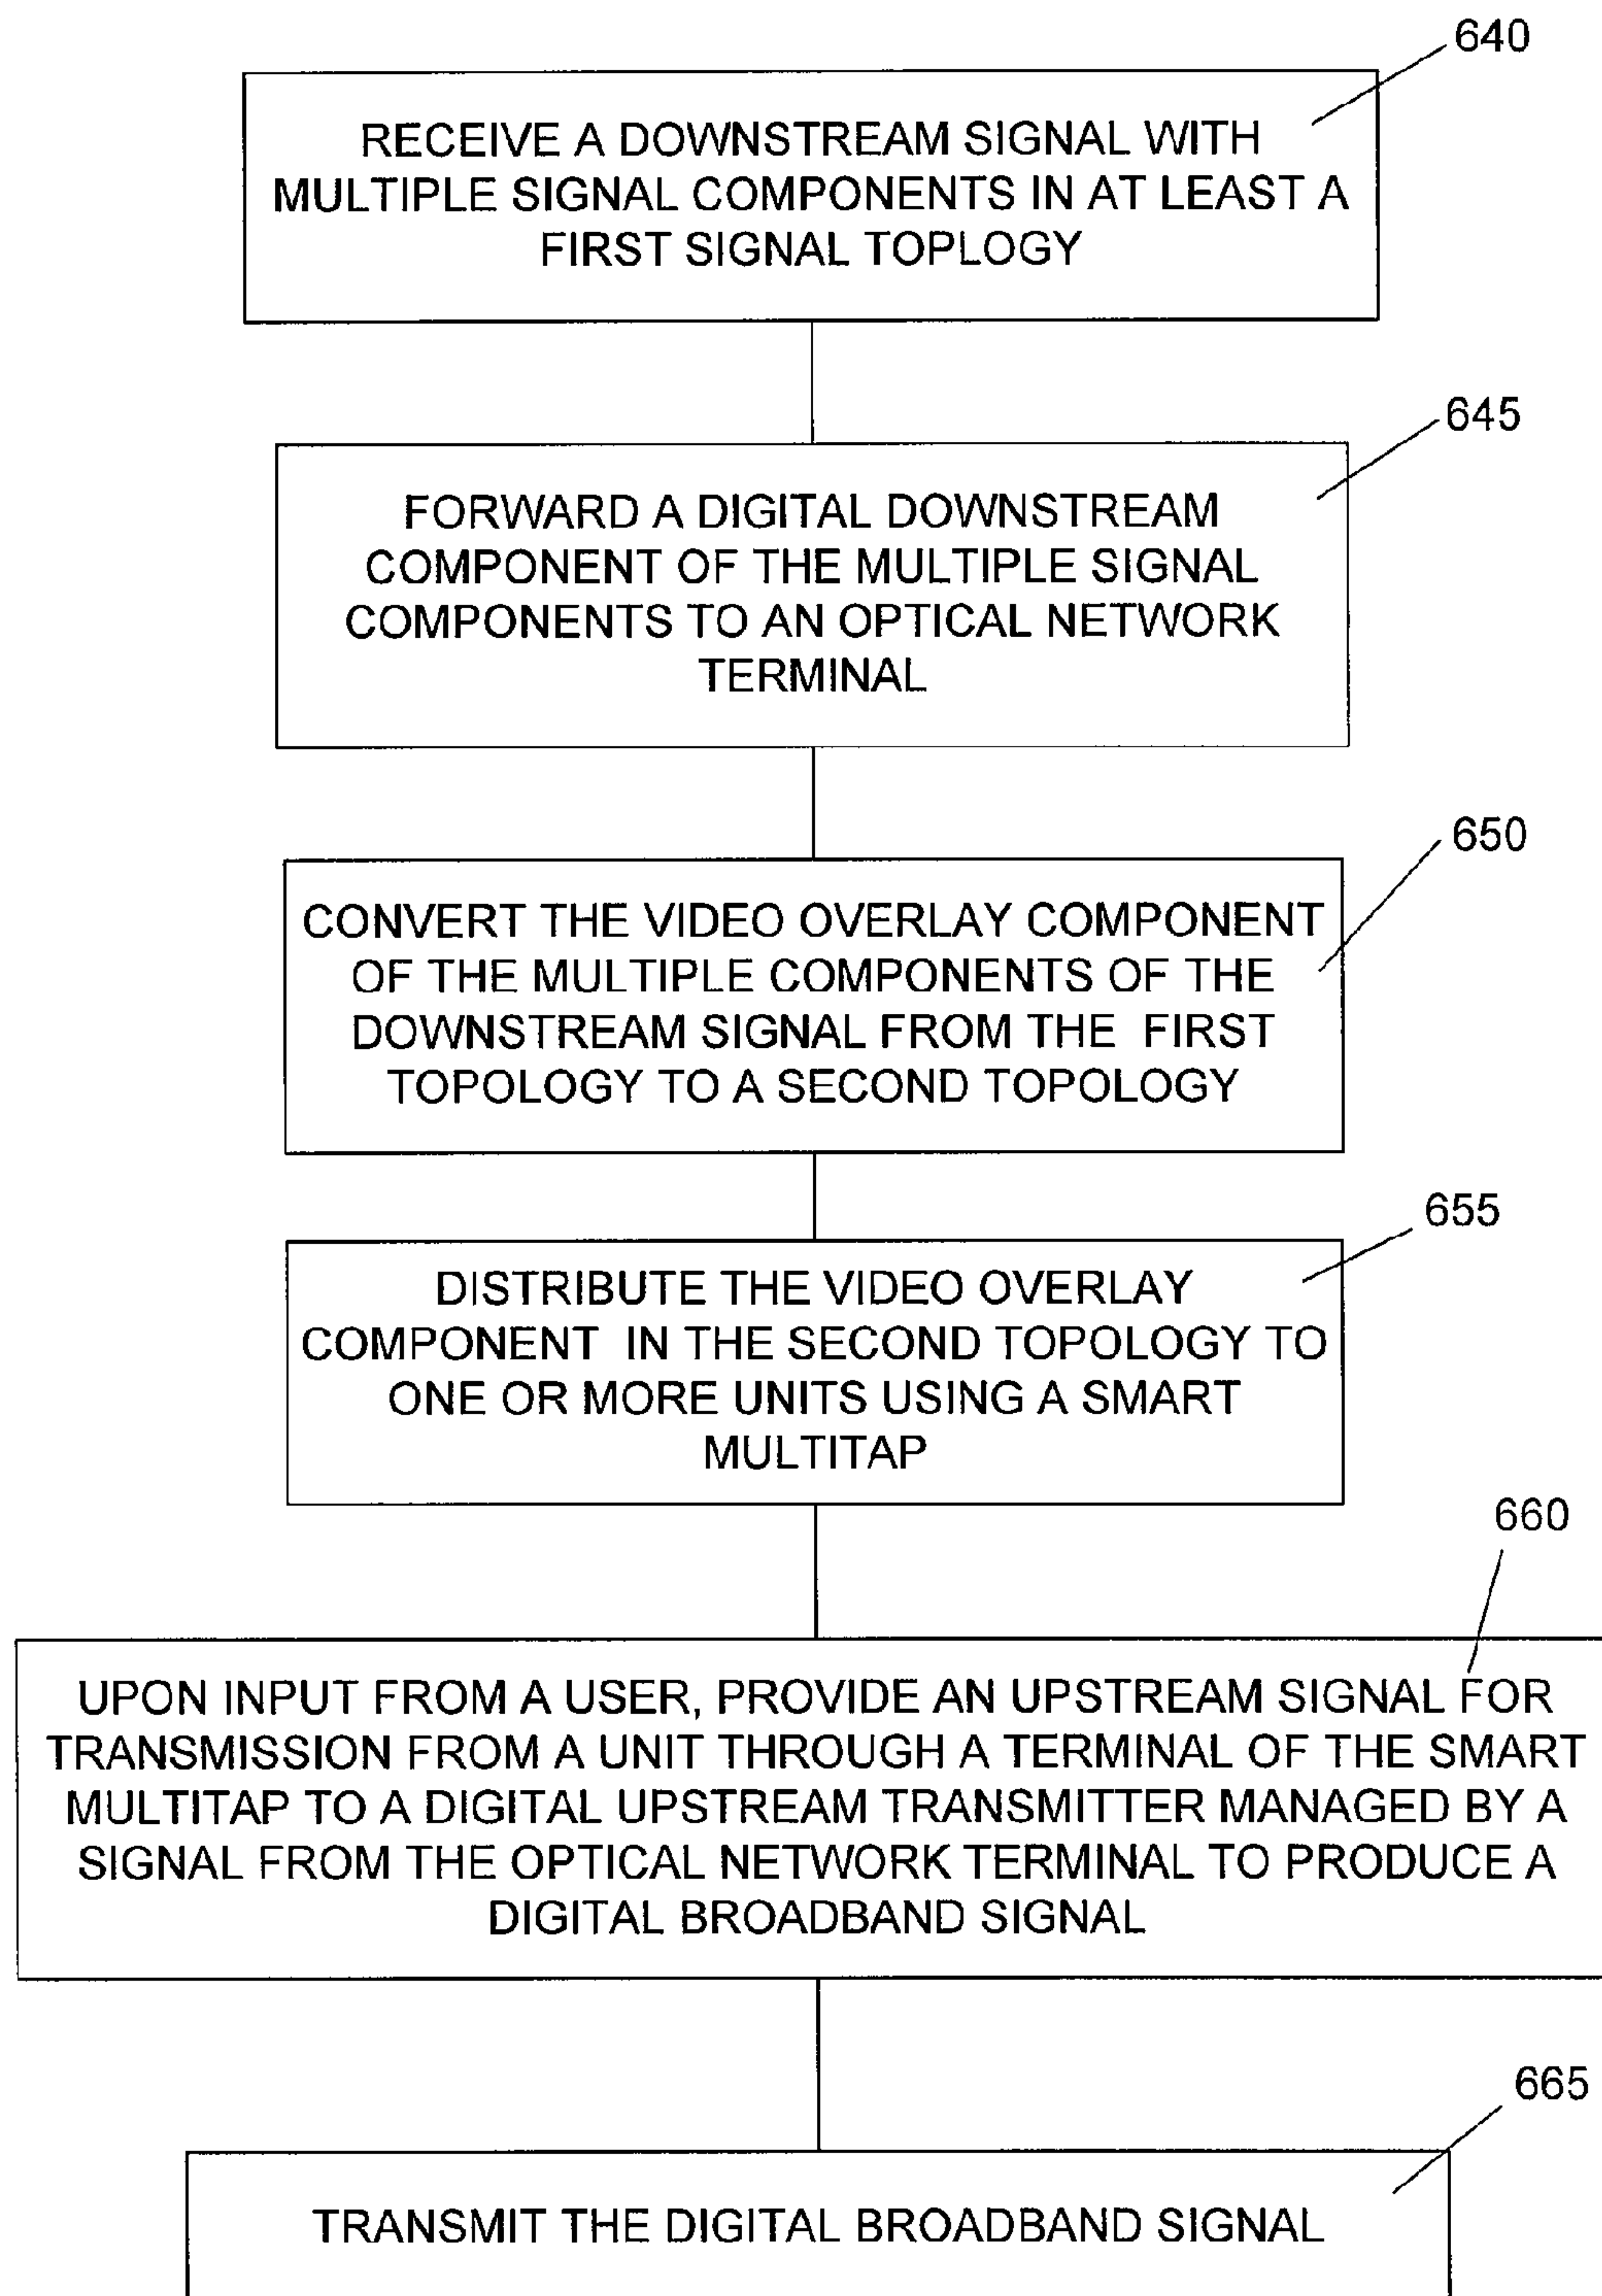 640
RECEIVE A DOWNSTREAM SIGNAL WITH
MULTIPLE SIGNAL COMPONENTS IN AT LEAST A
FIRST SIGNAL TOPLOGY
645
FORWARD A DIGITAL DOWNSTREAM
COMPONENT OF THE MULTIPLE SIGNAL
COMPONENTS TO AN OPTICAL NETWORK
TERMINAL
650
CONVERT THE VIDEO OVERLAY COMPONENT
OF THE MULTIPLE COMPONENTS OF THE
DOWNSTREAM SIGNAL FROM THE FIRST
TOPOLOGY TO A SECOND TOPOLOGY
655
DISTRIBUTE THE VIDEO OVERLAY
COMPONENT IN THE SECOND TOPOLOGY TO
ONE OR MORE UNITS USING A SMART
MULTITAP
660
UPON INPUT FROM A USER, PROVIDE AN UPSTREAM SIGNAL FOR
TRANSMISSION FROM A UNIT THROUGH A TERMINAL OF THE SMART
MULTITAP TO A DIGITAL UPSTREAM TRANSMITTER MANAGED BY A
SIGNAL FROM THE OPTICAL NETWORK TERMINAL TO PRODUCE A
DIGITAL BROADBAND SIGNAL
665
TRANSMIT THE DIGITAL BROADBAND SIGNAL